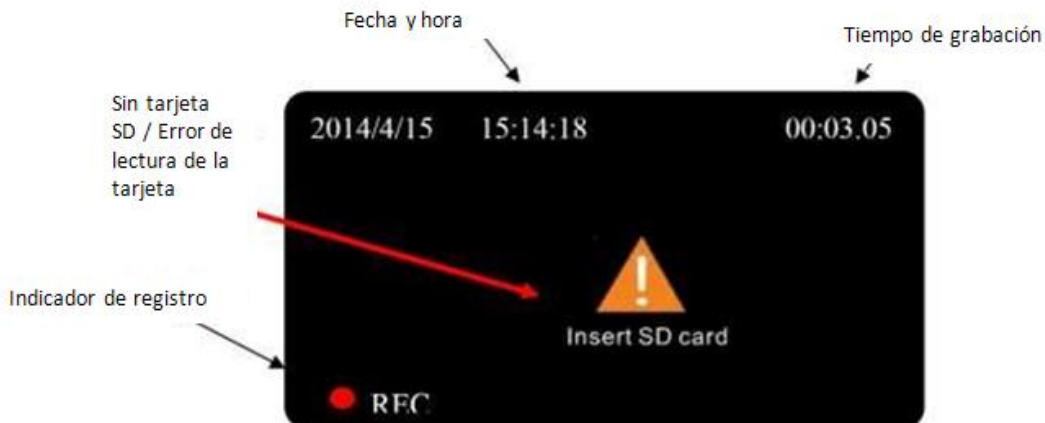 Fecha y hora
Tiempo de grabación
Sin tarjeta
SD / Error de
lectura de la
tarjeta
2014/4/15 15:14:18 00:03.05
Indicador de registro
Insert SD card
REC